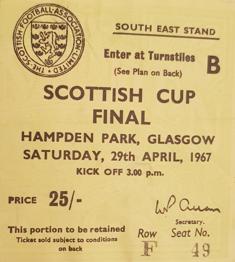 THE SCOTTISH FOOTBALL ASSOCIATION LIMITED
SOUTH EAST STAND
Enter at Turnstiles
(See Plan on Back)
B
SCOTTISH CUP
FINAL
HAMPDEN PARK, GLASGOW
SATURDAY, 29th APRIL, 1967
KICK OFF 3.00 p.m.
PRICE 25/-
Secretary.
This portion to be retained
Ticket sold subject to conditions
on back
Row Seat No.
F 49